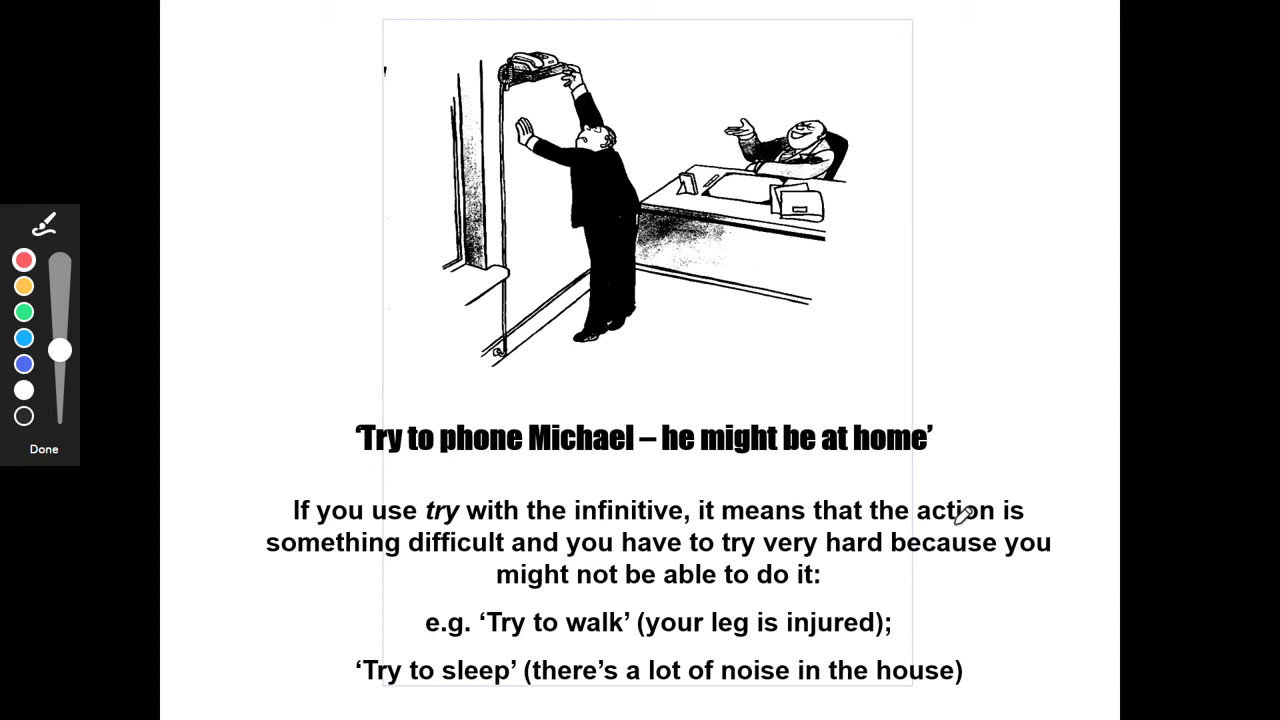 ‘Try to phone Michael – he might be at home’
If you use try with the infinitive, it means that the action is
something difficult and you have to try very hard because you
might not be able to do it:
e.g. ‘Try to walk’ (your leg is injured);
‘Try to sleep’ (there’s a lot of noise in the house)
Done